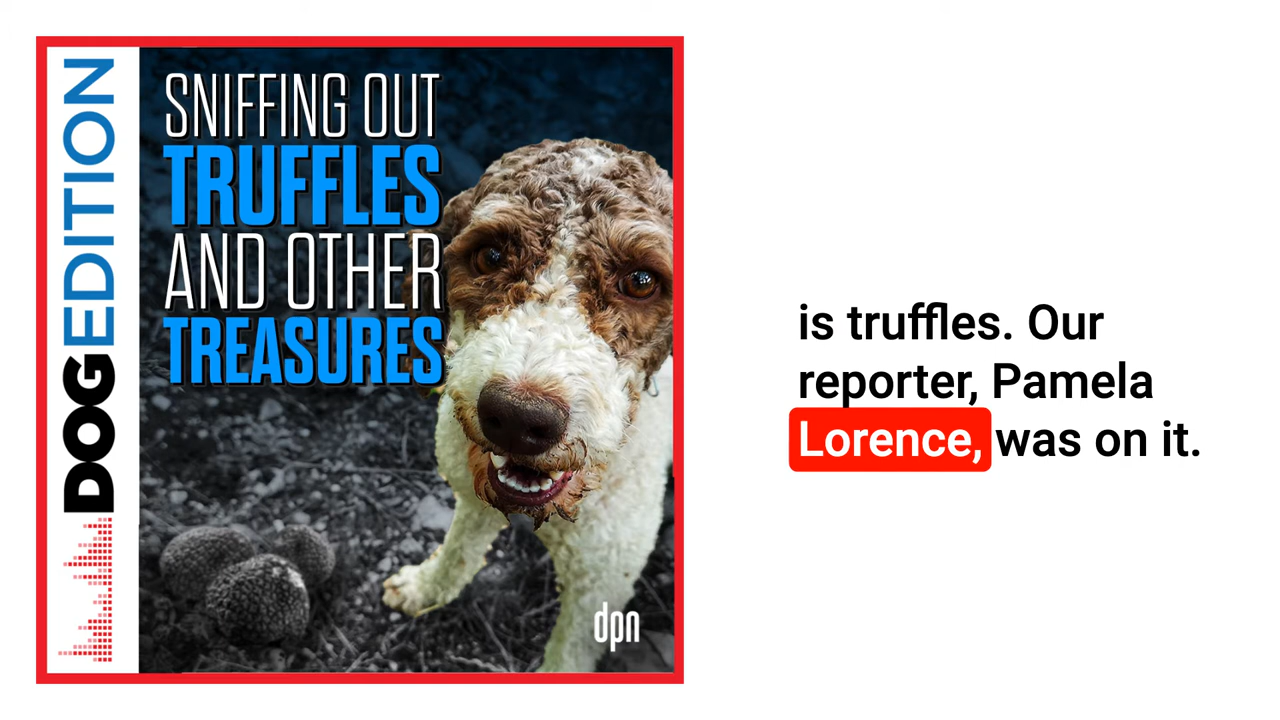 DOGEDITION
SNIFFING OUT
TRUFFLES
AND OTHER
TREASURES
dpn
is truffles. Our
reporter, Pamela
Lorence, was on it.